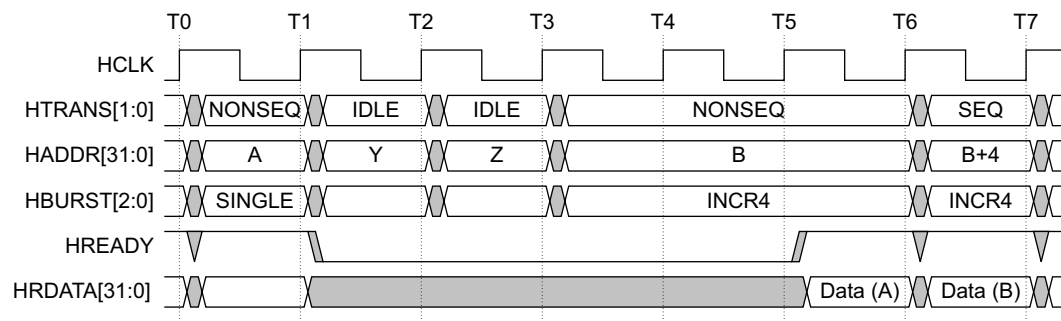 T0 T1 T2 T3 T4 T5 T6 T7
HCLK
HTRANS[1:0] NONSEQ IDLE IDLE NONSEQ SEQ
HADDR[31:0] A Y Z B B+4
HBURST[2:0] SINGLE INCR4 INCR4
HREADY
HRDATA[31:0] Data (A) Data (B)